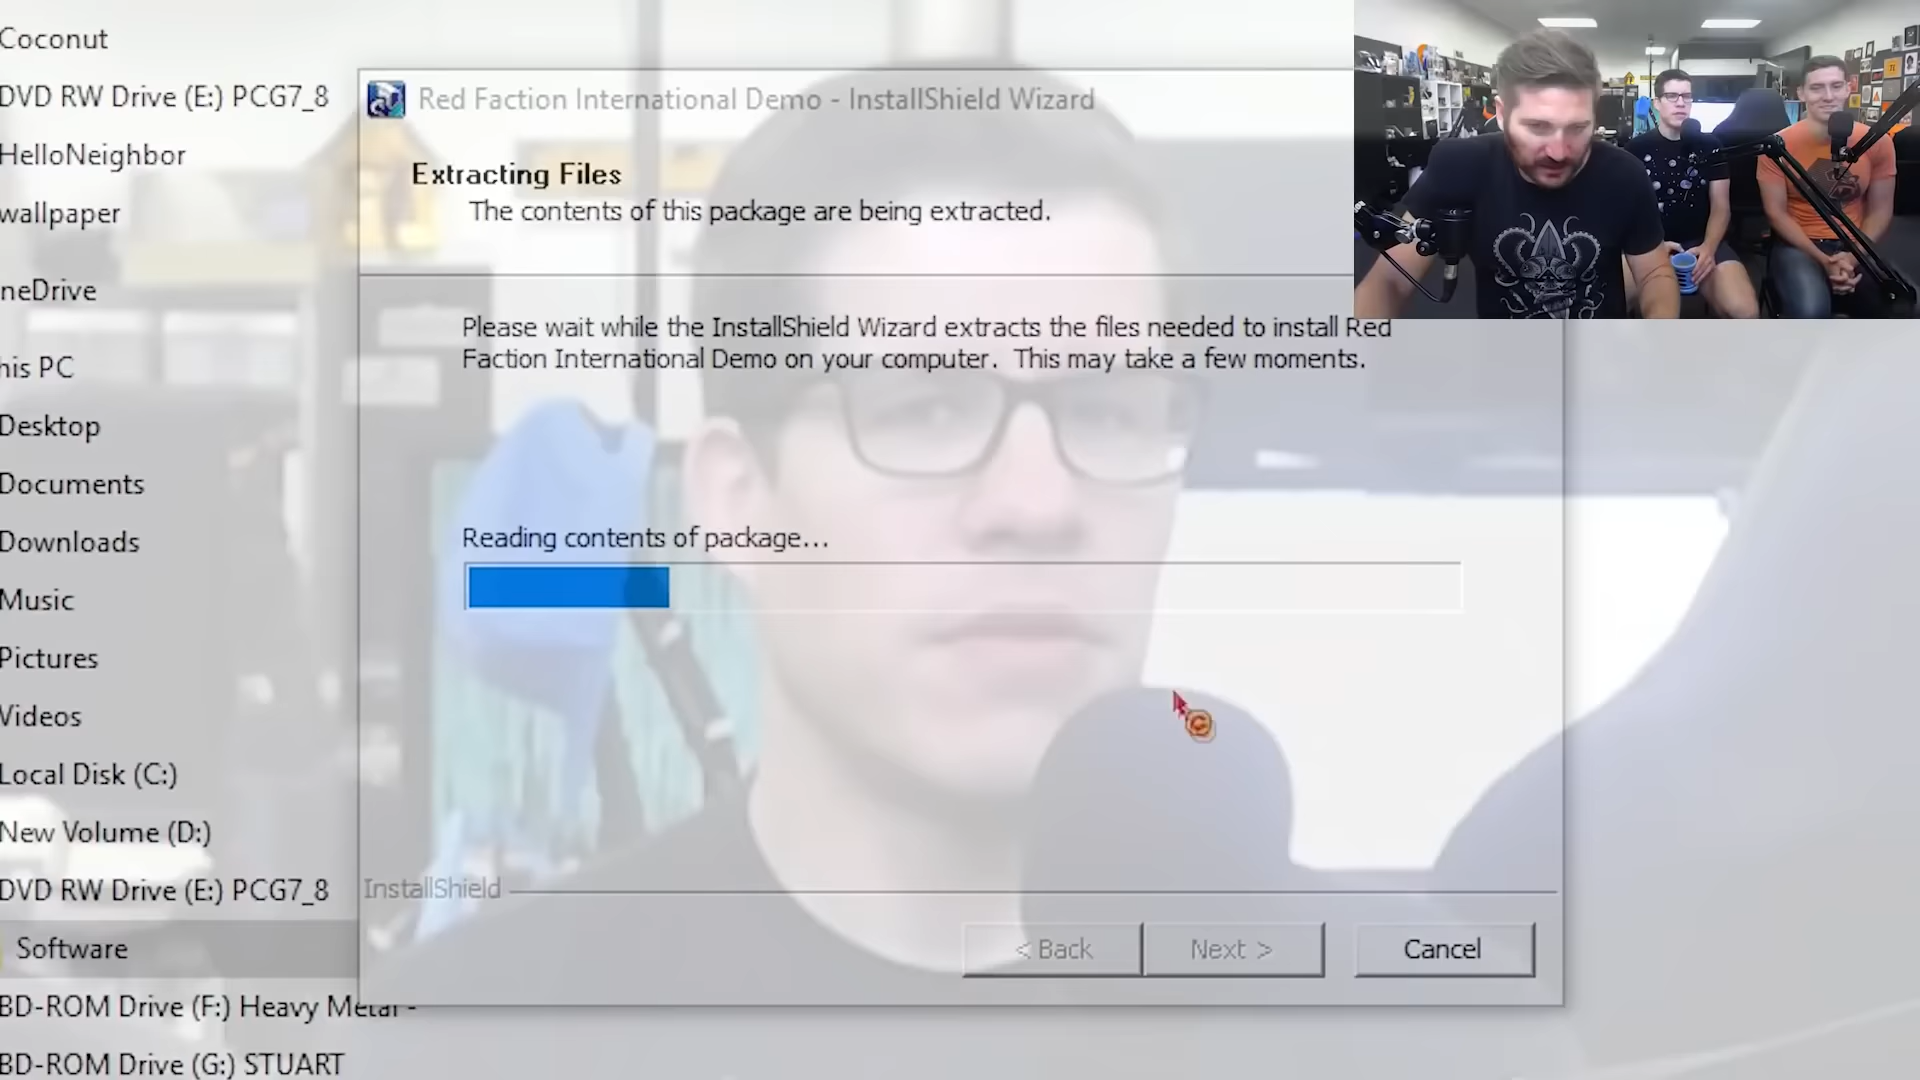 Coconut
DVD RW Drive (E:) PCG7_8
HelloNeighbor
wallpaper
neDrive
his PC
Desktop
Documents
Downloads
Music
Pictures
Videos
Local Disk (C:)
New Volume (D:)
DVD RW Drive (E:) PCG7_8
Software
BD-ROM Drive (F:) Heavy Metal -
BD-ROM Drive (G:) STUART
Red Faction International Demo - InstallShield Wizard
Extracting Files
The contents of this package are being extracted.
Please wait while the InstallShield Wizard extracts the files needed to install Red
Faction International Demo on your computer. This may take a few moments.
Reading contents of package...
InstallShield
< Back
Next >
Cancel